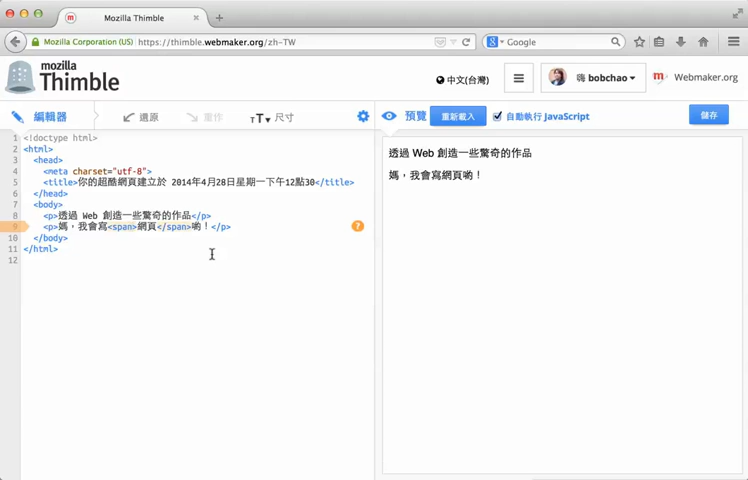 Mozilla Thimble
Mozilla Corporation (US) https://thimble.webmaker.org/zh-TW Google
mozilla
Thimble
中文(台灣) 嗨 bobchao m Webmaker.org
編輯器 還原 重作 TT 尺寸 預覽 重新載入 自動執行 JavaScript 儲存
1 <!doctype html>
2 <html>
3 <head>
4 <meta charset="utf-8">
5 <title>你的超酷網頁建立於 2014年4月28日星期一下午12點30</title>
6 </head>
7 <body>
8 <p>透過 Web 創造一些驚奇的作品</p>
9 <p>媽，我會寫<span>網頁</span>喲！</p>
10 </body>
11 </html>
12
?
透過 Web 創造一些驚奇的作品
媽，我會寫網頁喲！